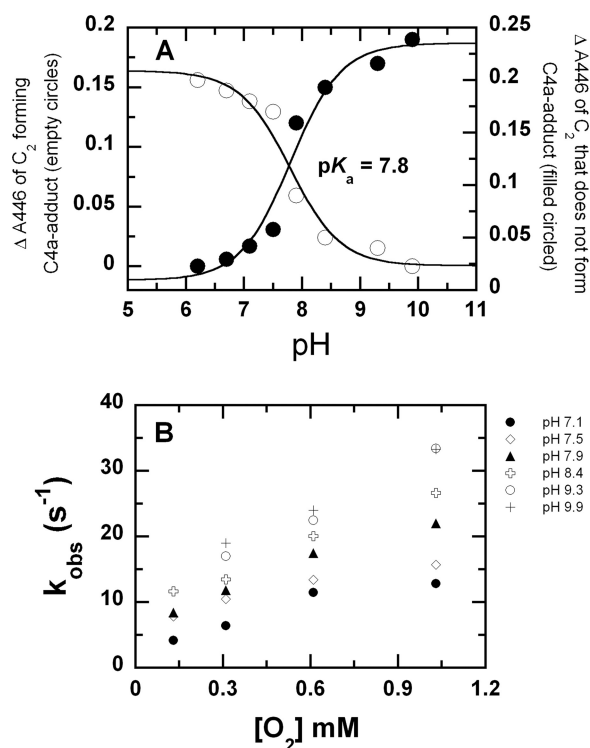 A
0.2
0.15
0.1
0.05
0
0.25
0.2
0.15
0.1
0.05
0
Δ A446 of C2 forming
C4a-adduct (empty circles)
Δ A446 of C2 that does not form
C4a-adduct (filled circled)
pKa = 7.8
5 6 7 8 9 10 11
pH
B
40
30
20
10
0
kobs (s-1)
0 0.3 0.6 0.9 1.2
[O2] mM
pH 7.1
pH 7.5
pH 7.9
pH 8.4
pH 9.3
pH 9.9